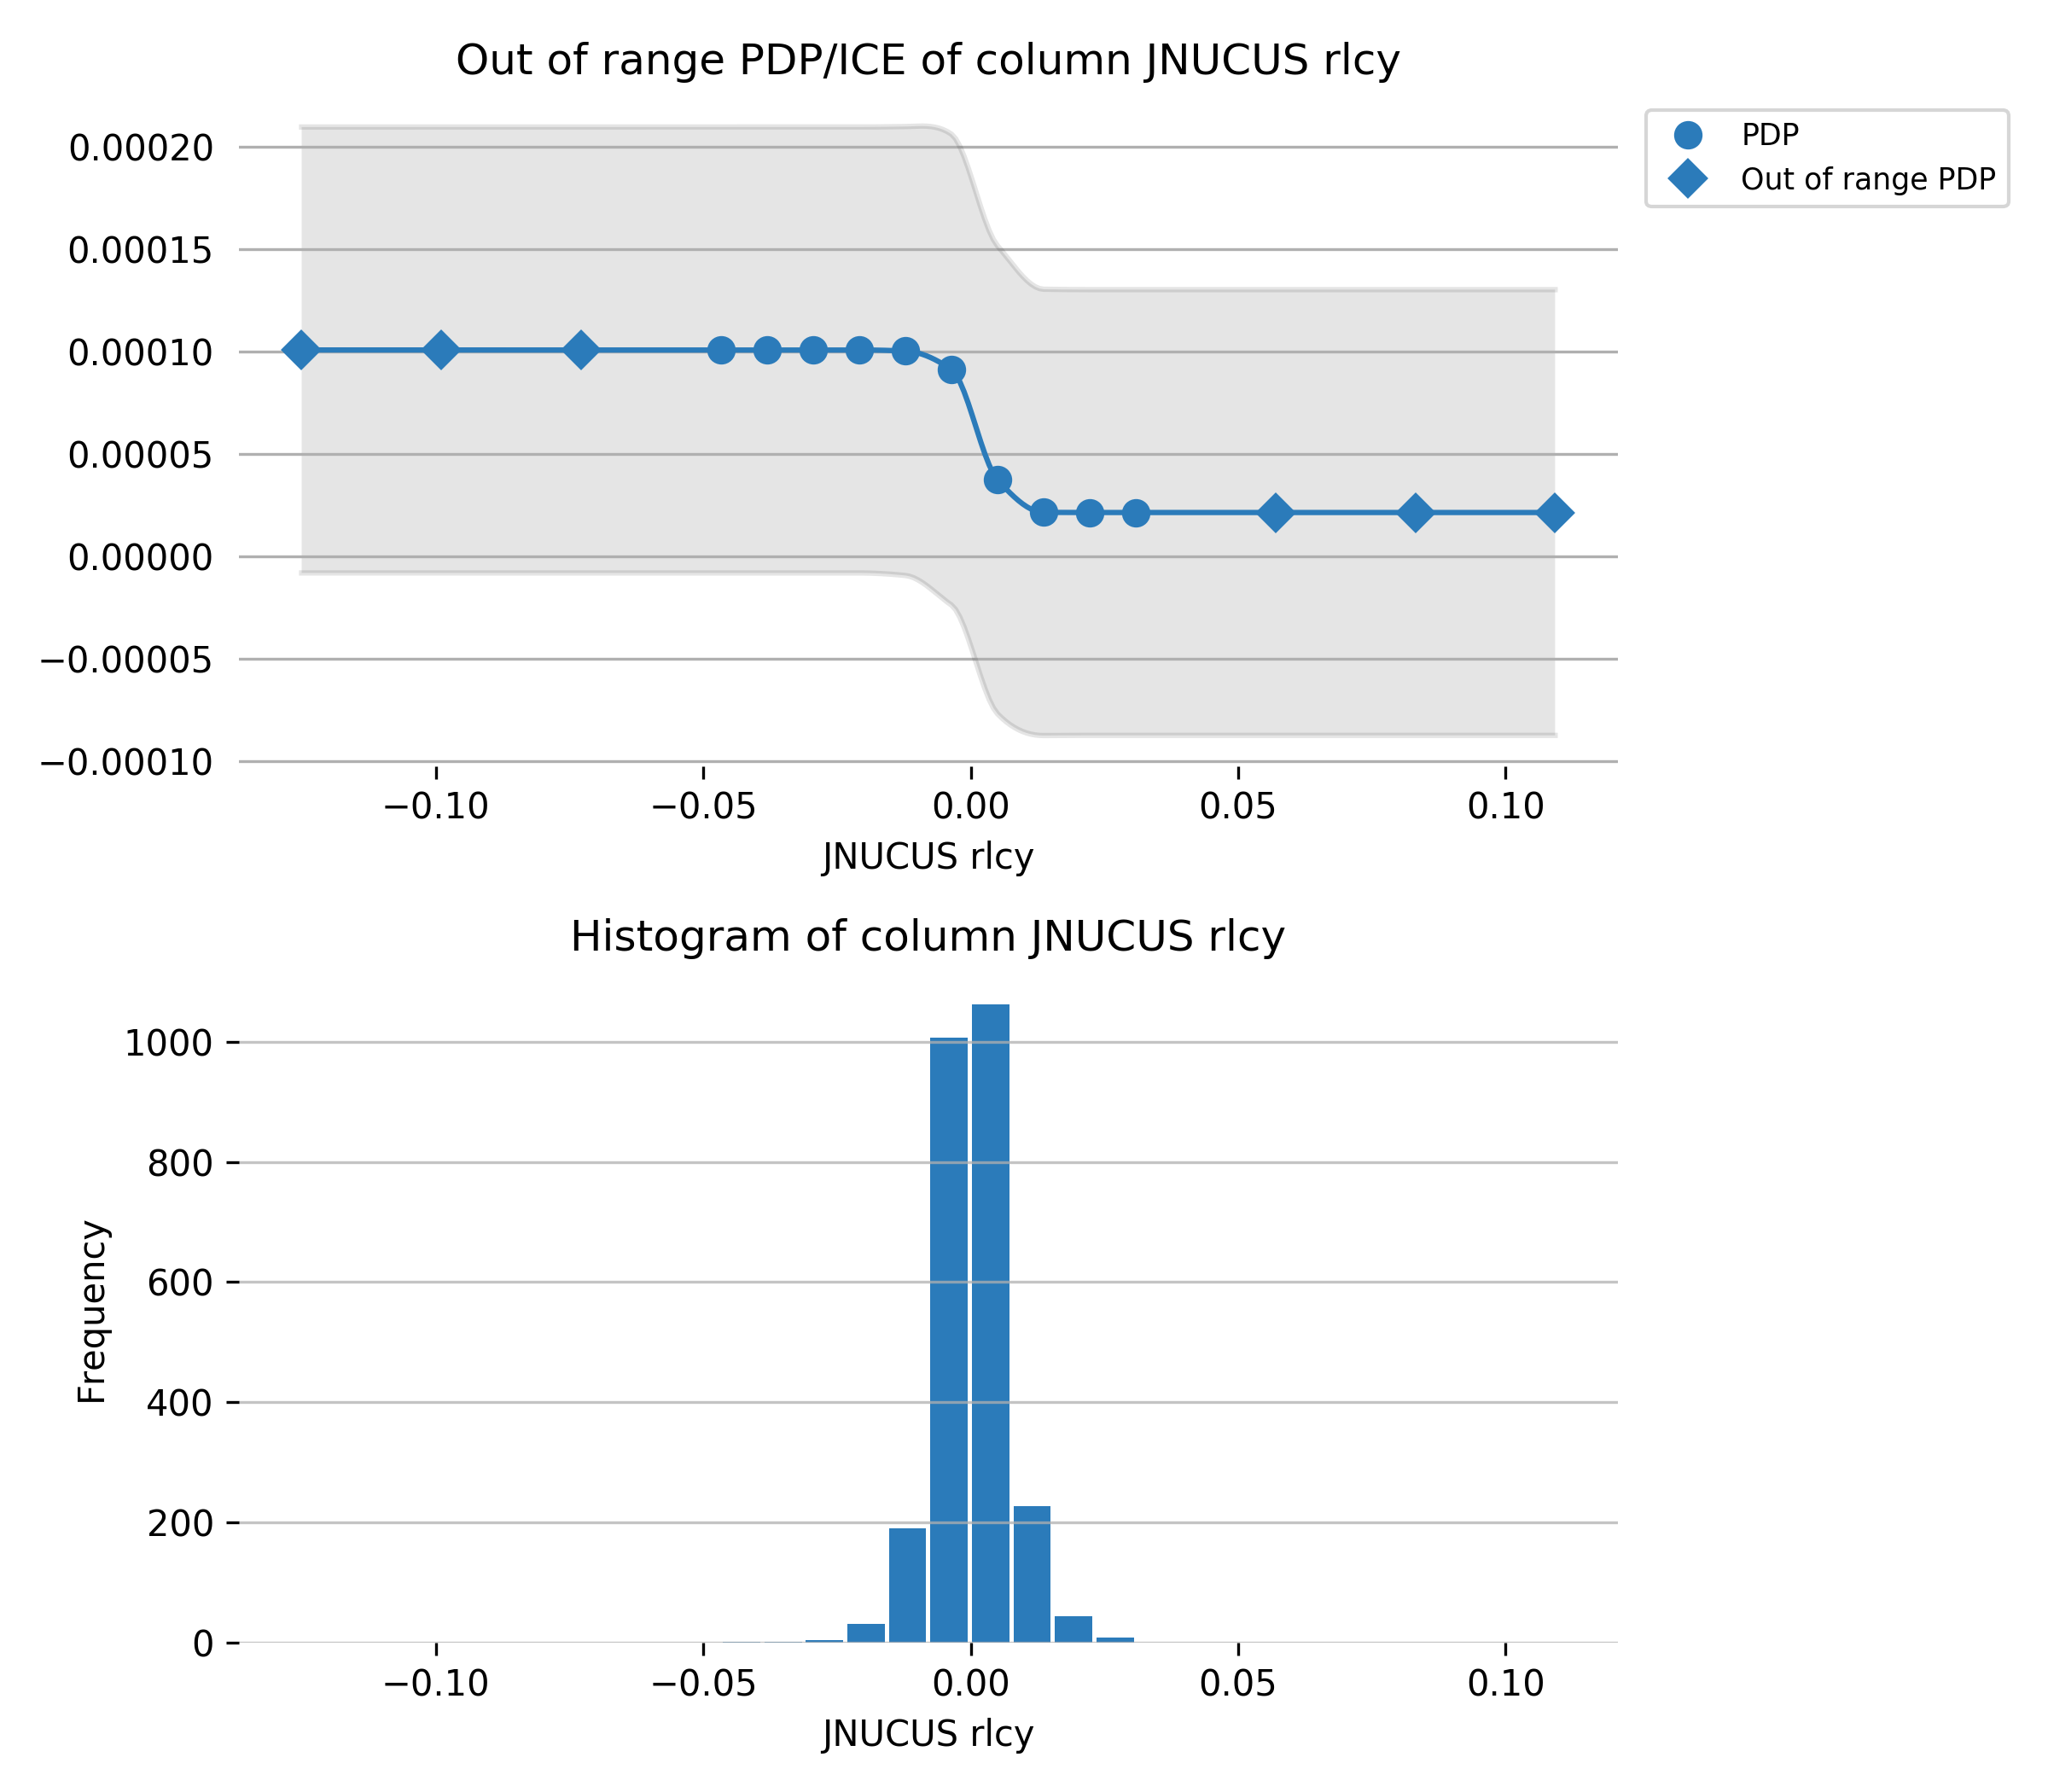 Out of range PDP/ICE of column JNUCUS rlcy
PDP
Out of range PDP
0.00020
0.00015
0.00010
0.00005
0.00000
−0.00005
−0.00010
−0.10 −0.05 0.00 0.05 0.10
JNUCUS rlcy
Histogram of column JNUCUS rlcy
1000
800
600
400
200
0
Frequency
−0.10 −0.05 0.00 0.05 0.10
JNUCUS rlcy